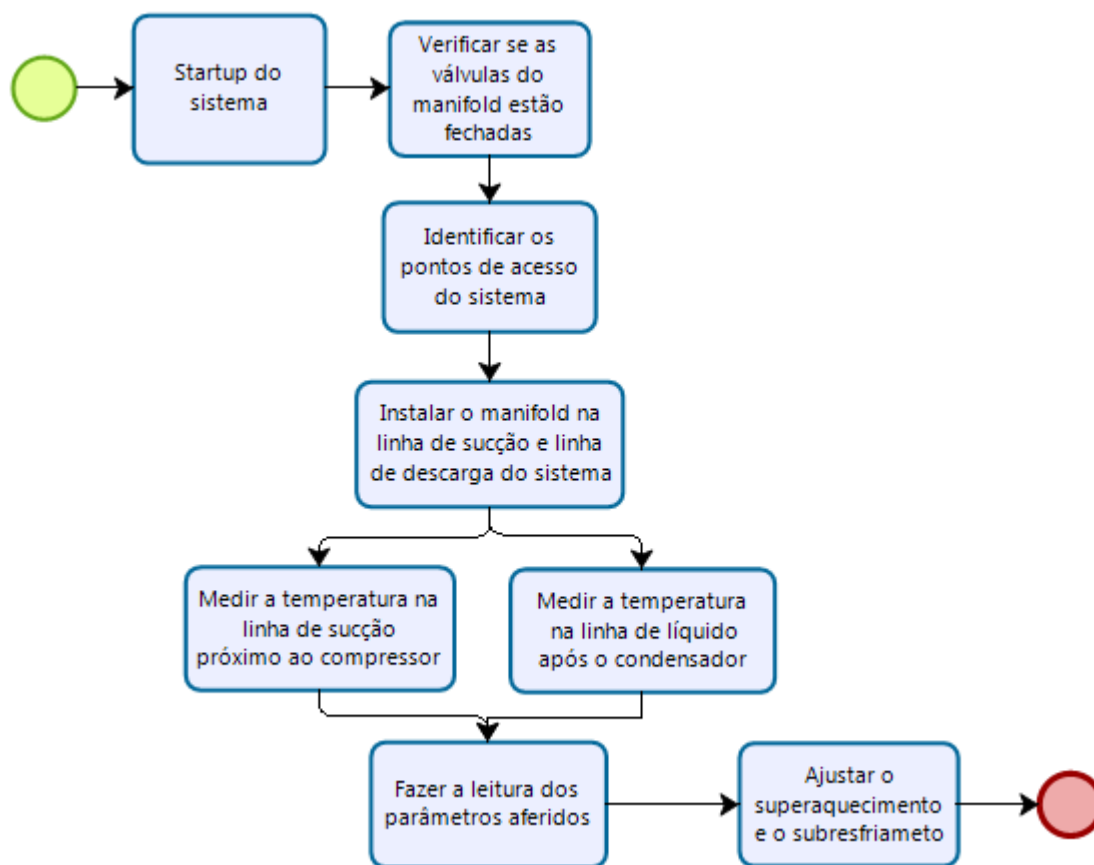 Startup do
sistema
Verificar se as
válvulas do
manifold estão
fechadas
Identificar os
pontos de acesso
do sistema
Instalar o manifold na
linha de sucção e linha
de descarga do sistema
Medir a temperatura na
linha de sucção
próximo ao compressor
Medir a temperatura
na linha de líquido
após o condensador
Fazer a leitura dos
parâmetros aferidos
Ajustar o
superaquecimento
e o subresfriameto